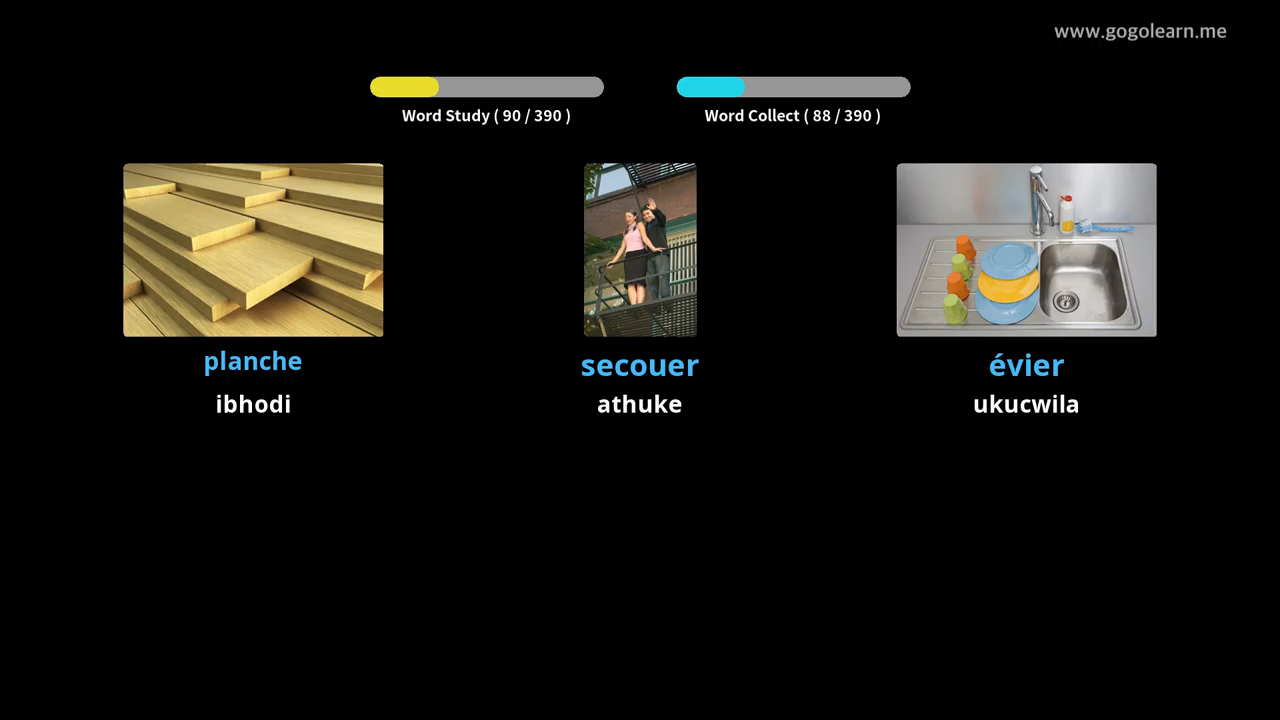 www.gogolearn.me
Word Study ( 90 / 390 )
Word Collect ( 88 / 390 )
planche
ibhodi
secouer
athuke
évier
ukucwila